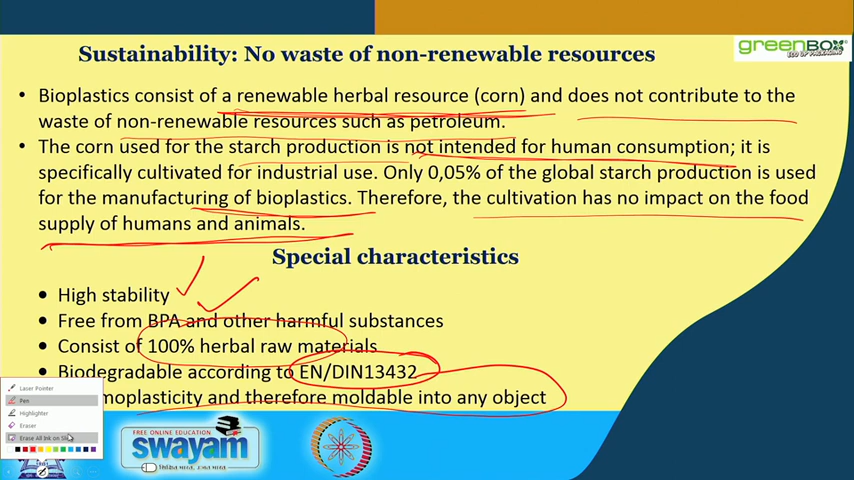 Sustainability: No waste of non-renewable resources
greenBOX
• Bioplastics consist of a renewable herbal resource (corn) and does not contribute to the
waste of non-renewable resources such as petroleum.
• The corn used for the starch production is not intended for human consumption; it is
specifically cultivated for industrial use. Only 0,05% of the global starch production is used
for the manufacturing of bioplastics. Therefore, the cultivation has no impact on the food
supply of humans and animals.
Special characteristics
• High stability
• Free from BPA and other harmful substances
• Consist of 100% herbal raw materials
• Biodegradable according to EN/DIN13432
moplasticity and therefore moldable into any object
Laser Pointer
Pen
Highlighter
Eraser
Erase All Ink on Slide
FREE ONLINE EDUCATION
swayam